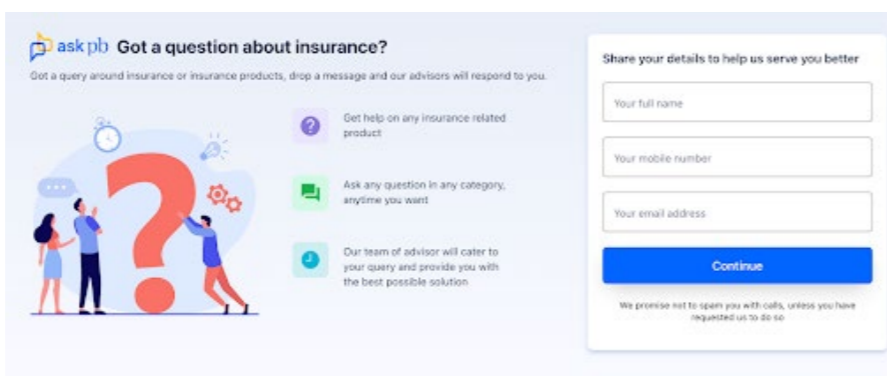 ask pb Got a question about insurance?
Got a query around insurance or insurance products, drop a message and our advisors will respond to you.
Get help on any insurance related
product
Ask any question in any category,
anytime you want
Our team of advisor will cater to
your query and provide you with
the best possible solution
Share your details to help us serve you better
Your full name
Your mobile number
Your email address
Continue
We promise not to spam you with calls, unless you have
requested us to do so